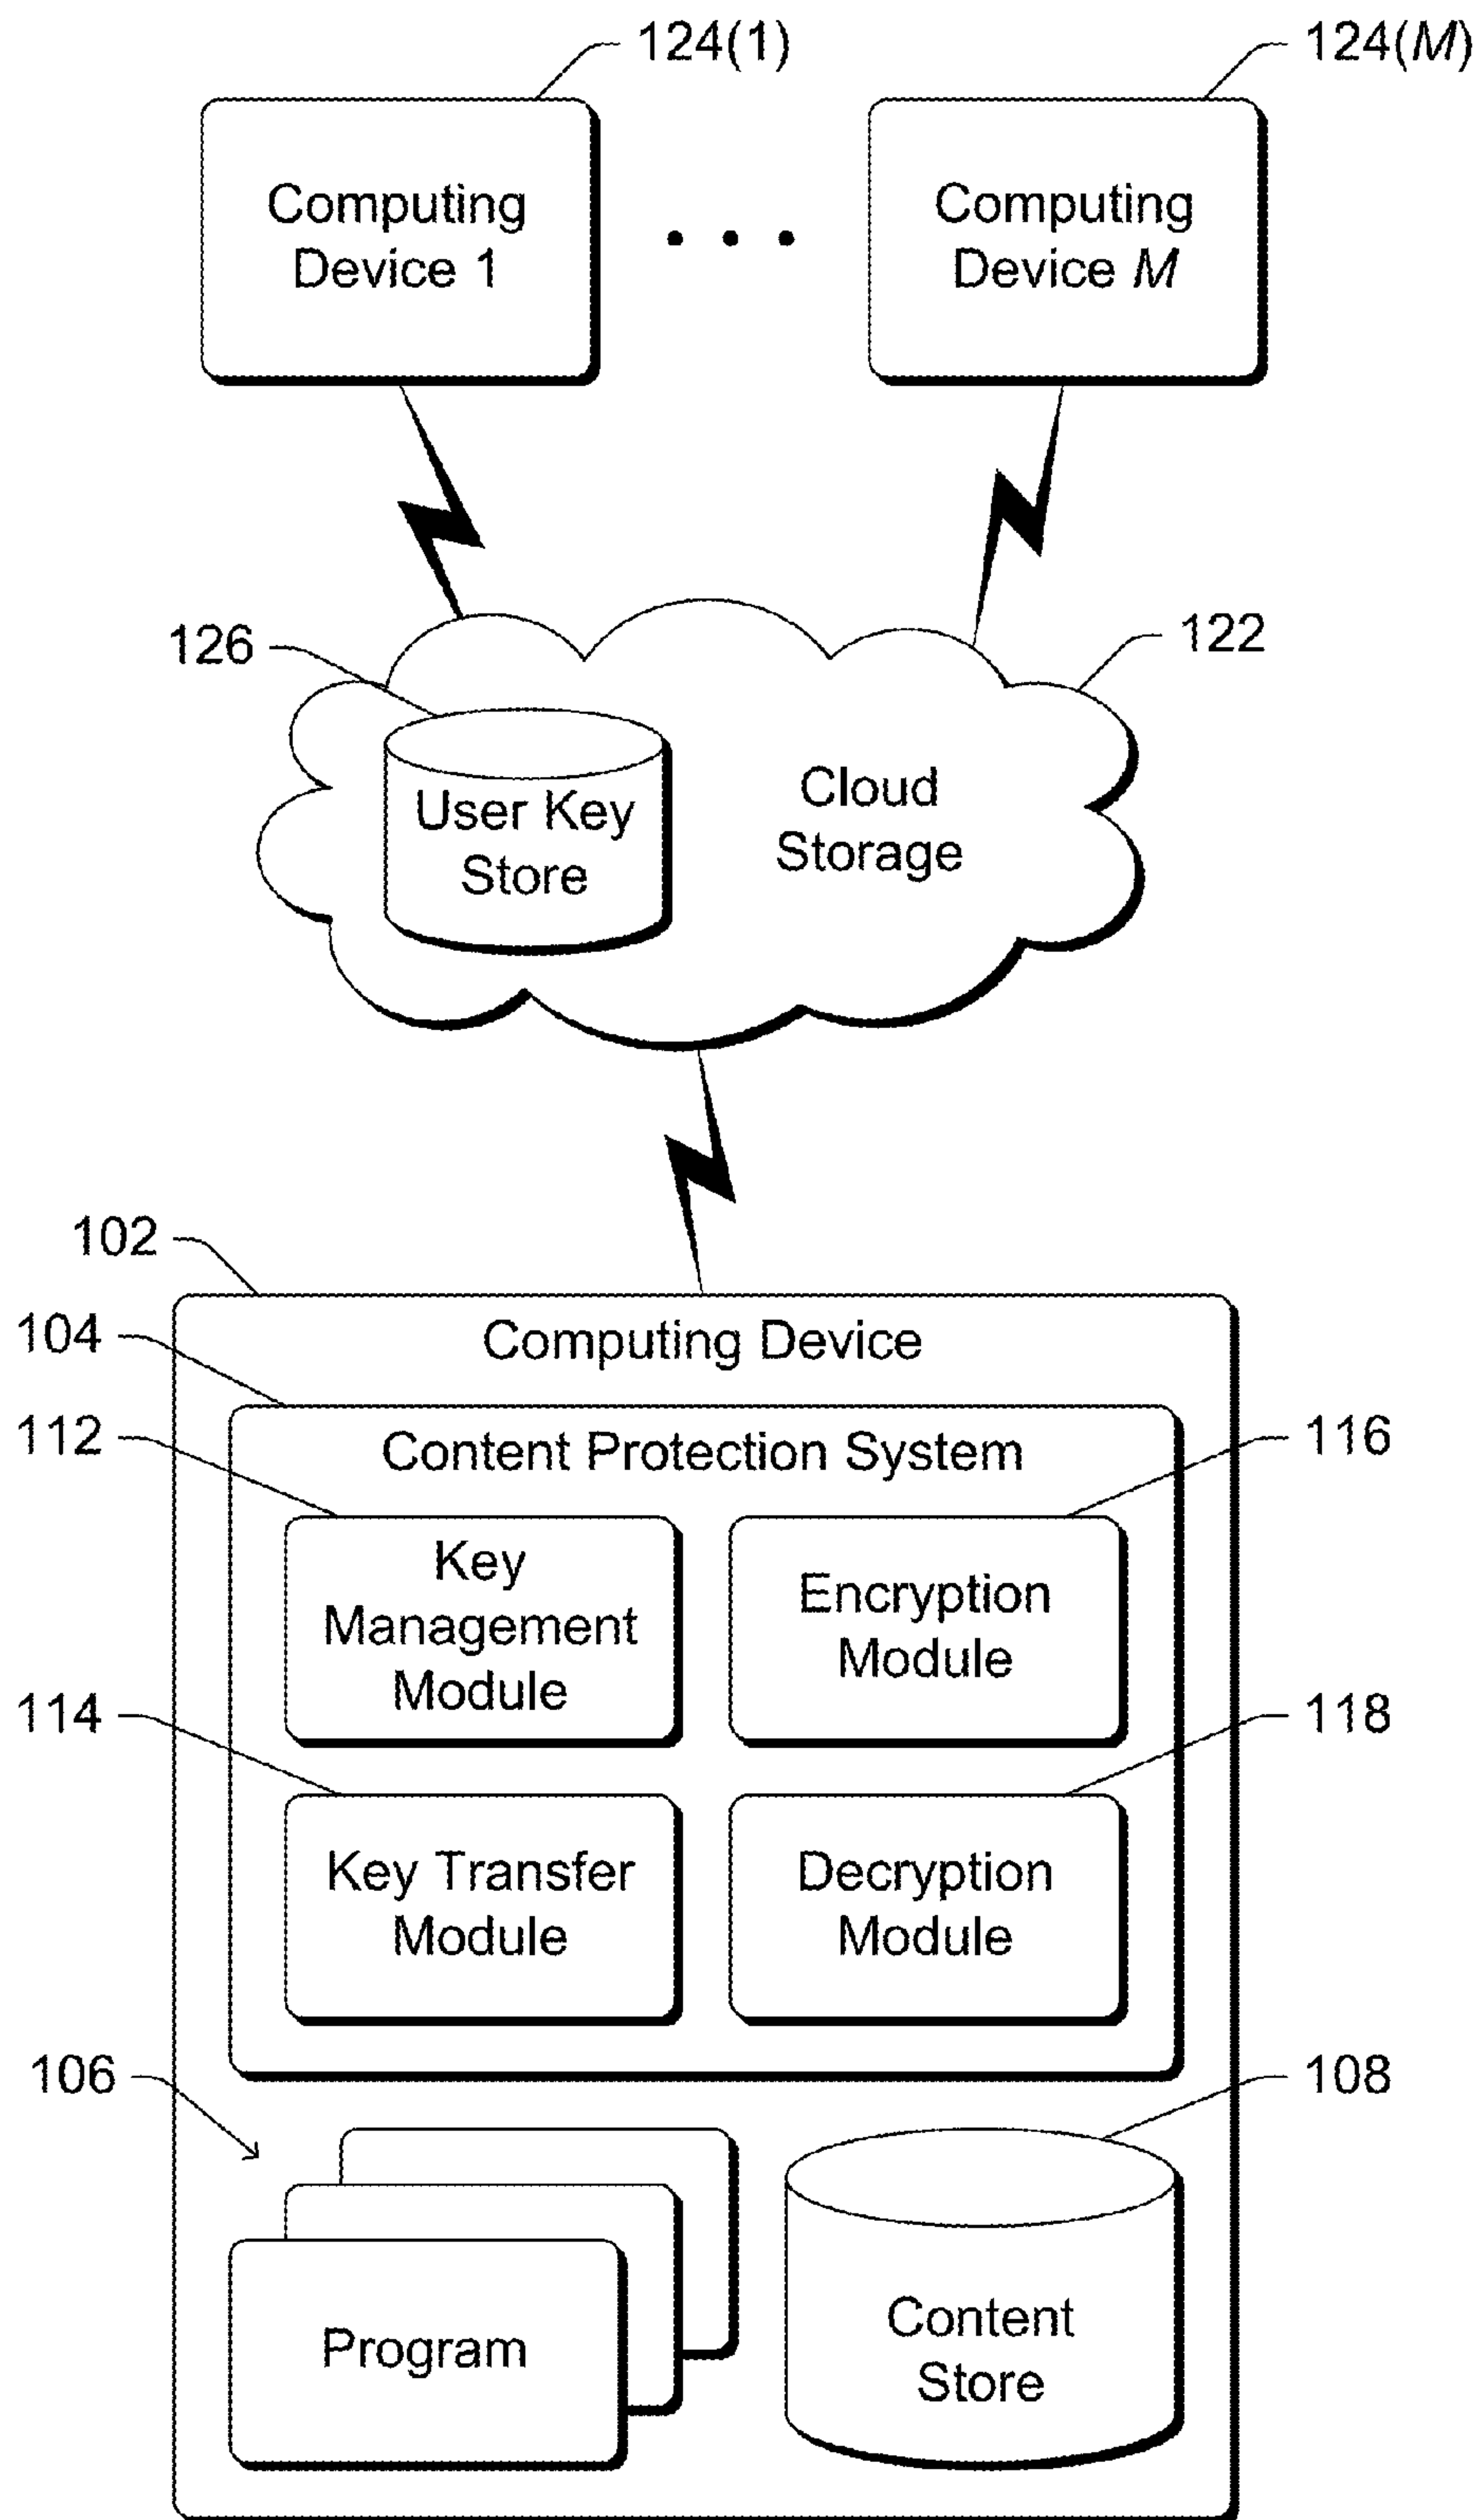 124(1)
124(M)
Computing
Device 1
• • •
Computing
Device M
126
122
User Key
Store
Cloud
Storage
102
Computing Device
104
Content Protection System
112
116
Key
Management
Module
Encryption
Module
114
118
Key Transfer
Module
Decryption
Module
106
108
Program
Content
Store